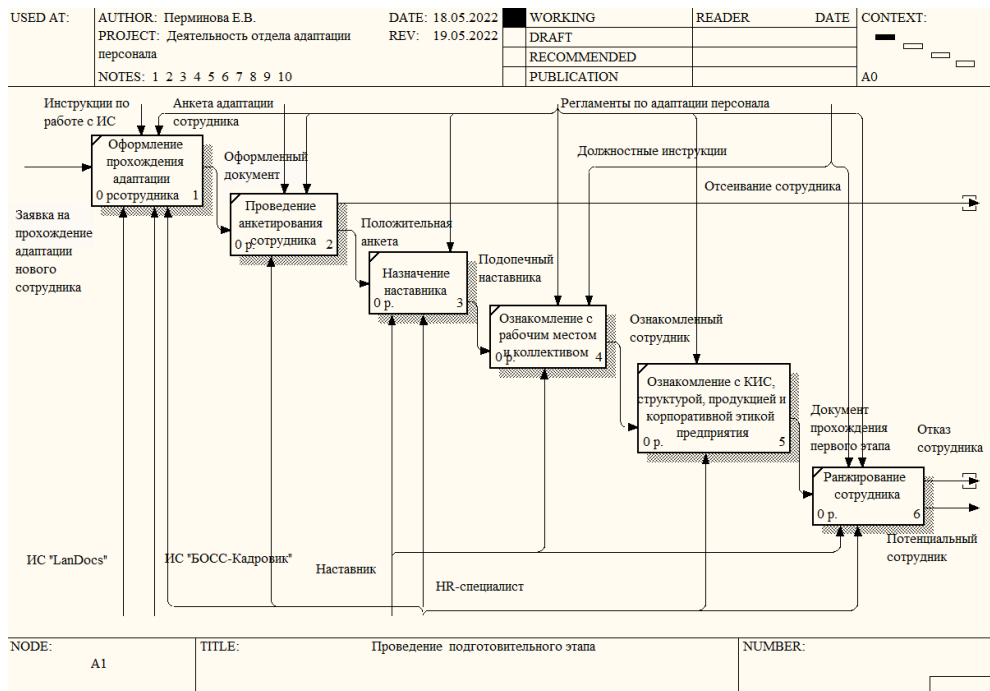 USED AT:
AUTHOR: Перминова Е.В.
DATE: 18.05.2022
PROJECT: Деятельность отдела адаптации
персонала
REV: 19.05.2022
NOTES: 1 2 3 4 5 6 7 8 9 10
WORKING
DRAFT
RECOMMENDED
PUBLICATION
READER DATE
CONTEXT:
A0
Инструкции по
работе с ИС
Анкета адаптации
сотрудника
Регламенты по адаптации персонала
Должностные инструкции
Отсеивание сотрудника
Заявка на
прохождение
адаптации
нового
сотрудника
Оформление
прохождения
адаптации
сотрудника
0 р.
1
Оформленный
документ
Проведение
анкетирования
сотрудника
0 р.
2
Положительная
анкета
Назначение
наставника
0 р.
3
Подопечный
наставника
Ознакомление с
рабочим местом
и коллективом
0 р.
4
Ознакомленный
сотрудник
Ознакомление с КИС,
структурой, продукцией и
корпоративной этикой
предприятия
0 р.
5
Документ
прохождения
первого этапа
Ранжирование
сотрудника
0 р.
6
Отказ
сотрудника
Потенциальный
сотрудник
ИС "LanDocs"
ИС "БОСС-Кадровик"
Наставник
HR-специалист
NODE:
A1
TITLE:
Проведение подготовительного этапа
NUMBER: